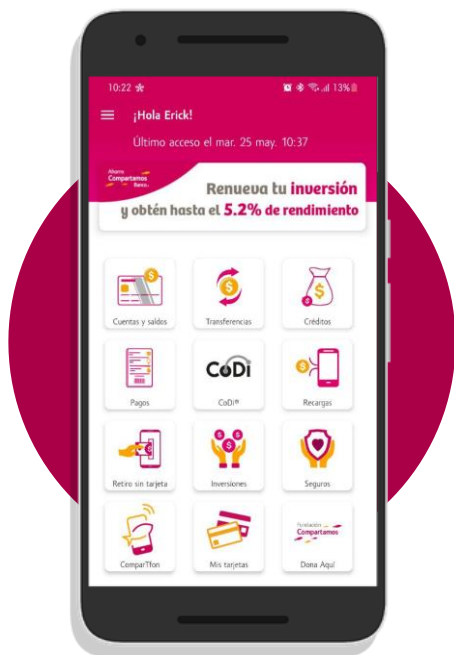 10:22 13%
¡Hola Erick!
Último acceso el mar. 25 may. 10:37
Ahorro
Compartamos
Banco.
Renueva tu inversión
y obtén hasta el 5.2% de rendimiento
Cuentas y saldos Transferencias Créditos
CoDi
Pagos CoDi® Recargas
Retiro sin tarjeta Inversiones Seguros
Fundación
Compartamos
ComparTfon Mis tarjetas Dona Aquí